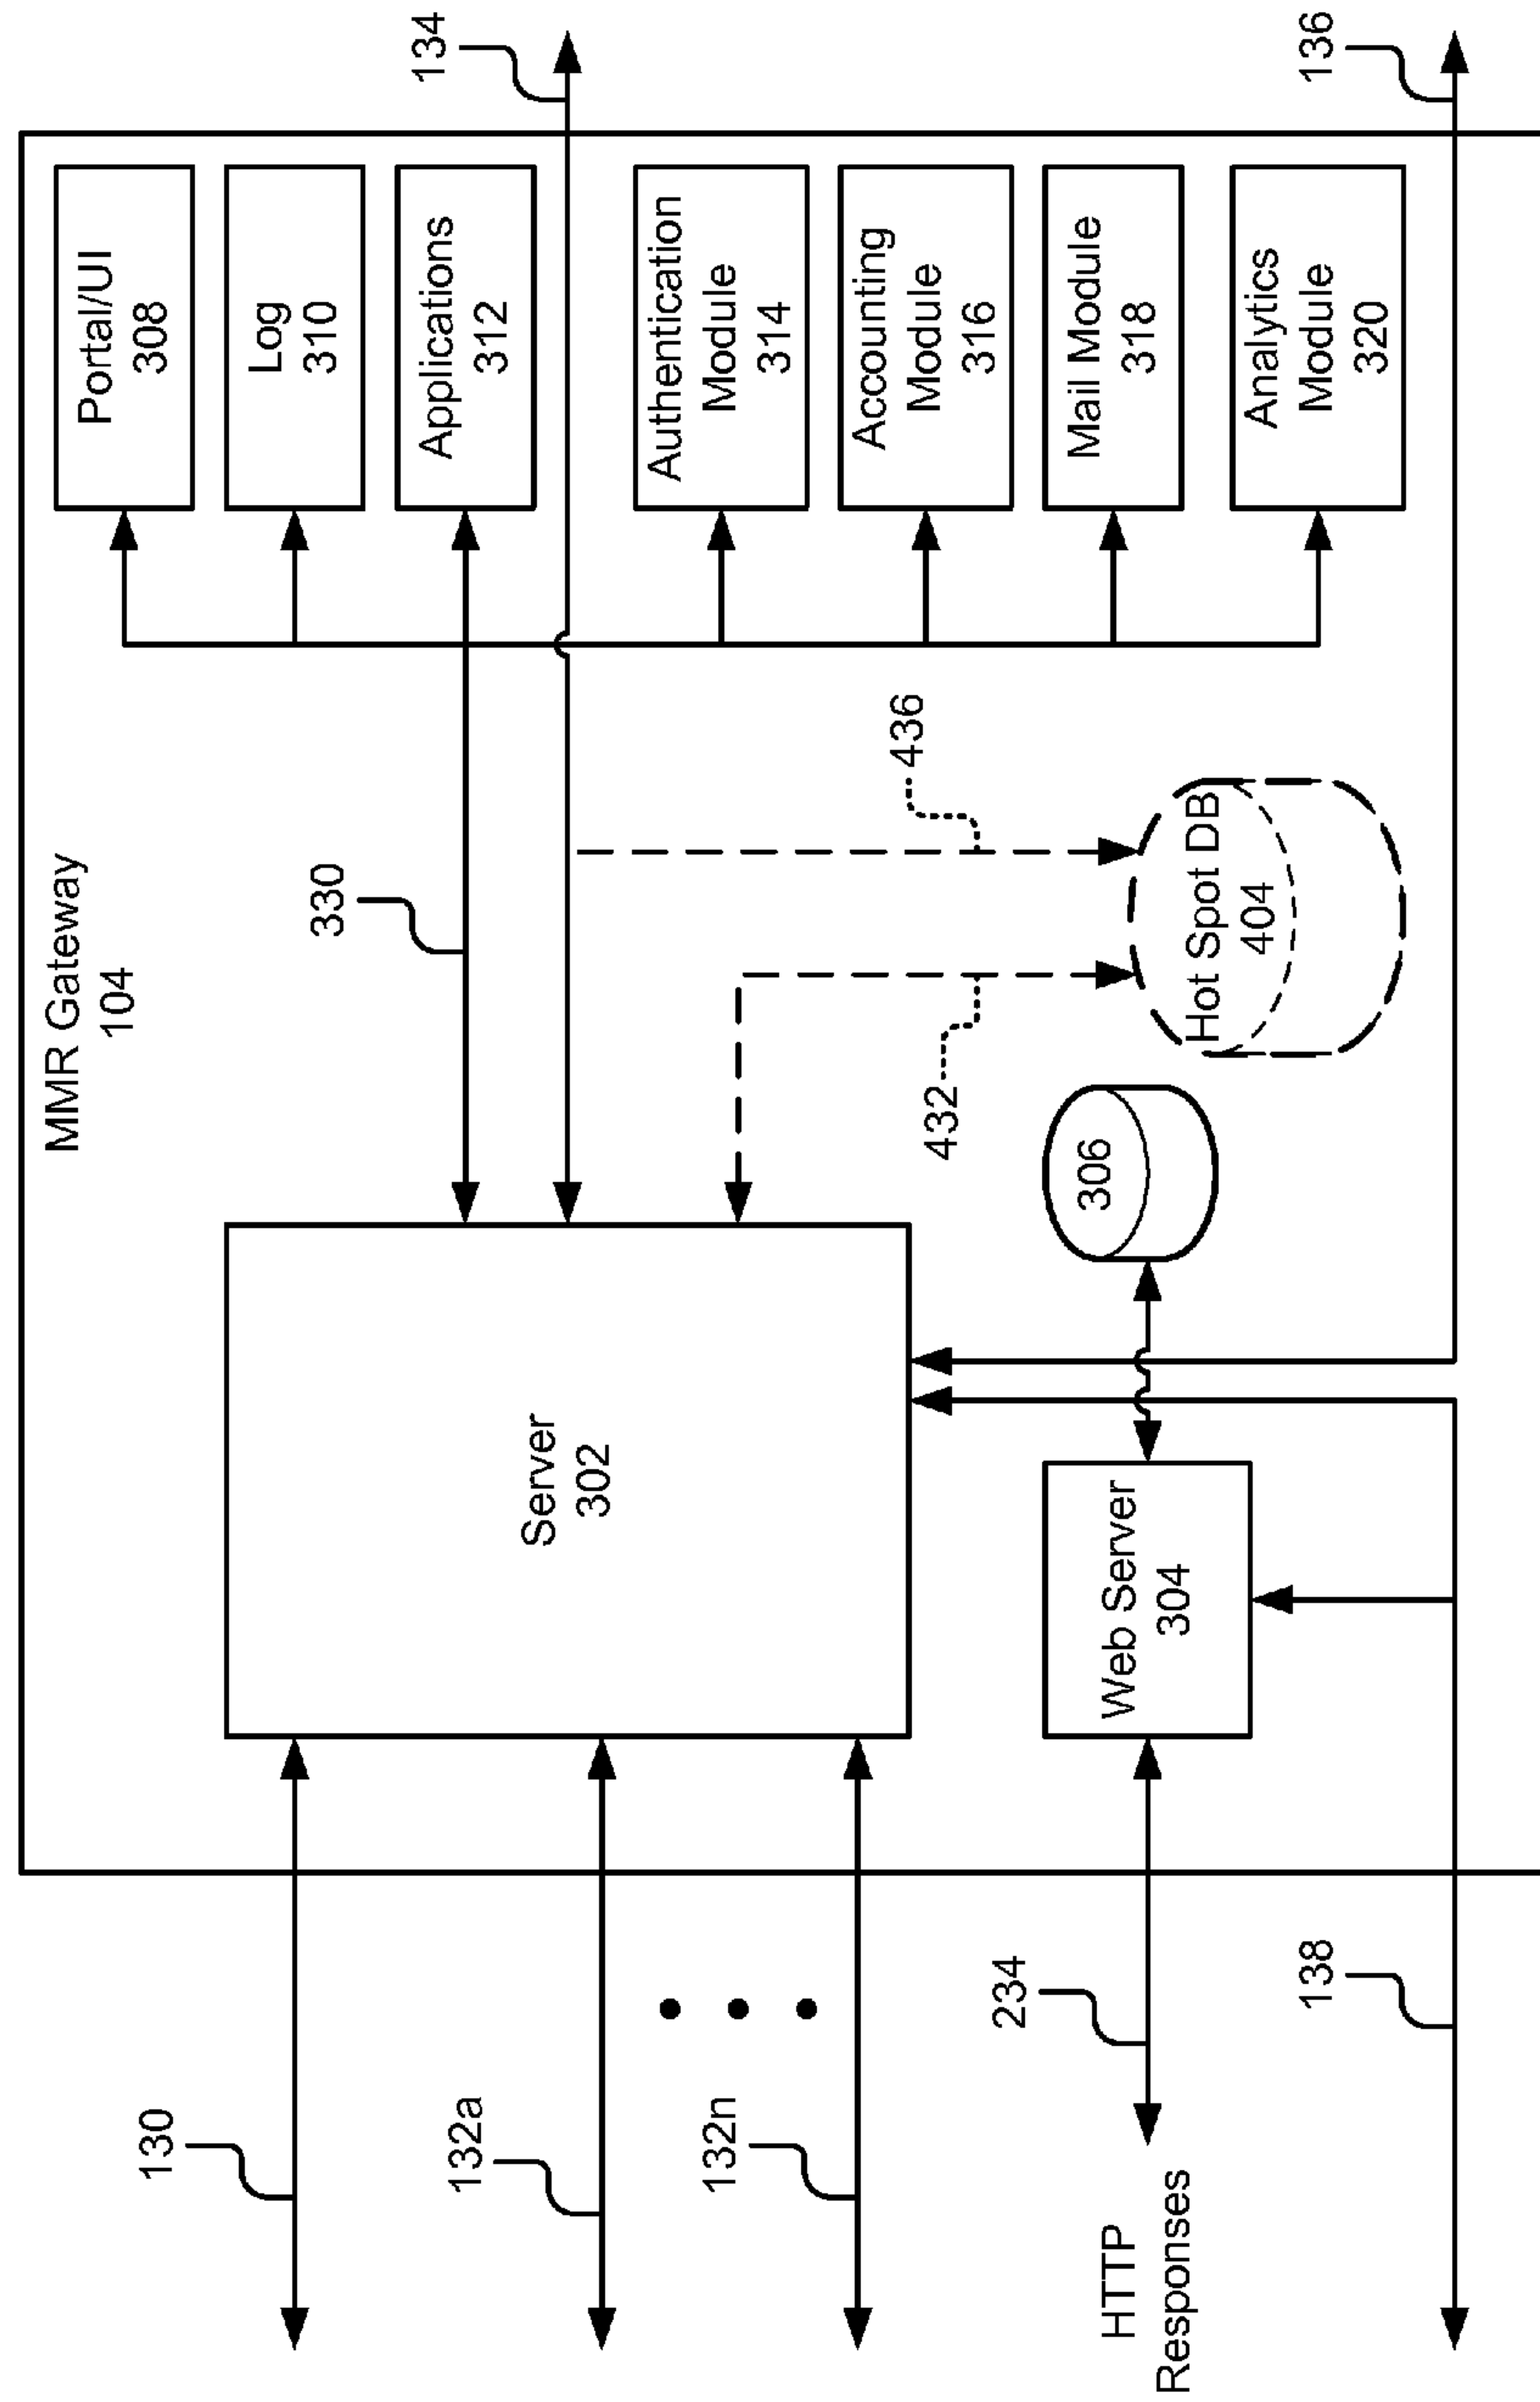 MMR Gateway
104
130
132a
132n
234
HTTP
Responses
138
Server
302
Web Server
304
306
330
432
436
Hot Spot DB
404
Portal/UI
308
Log
310
Applications
312
134
Authentication
Module
314
Accounting
Module
316
Mail Module
318
Analytics
Module
320
136